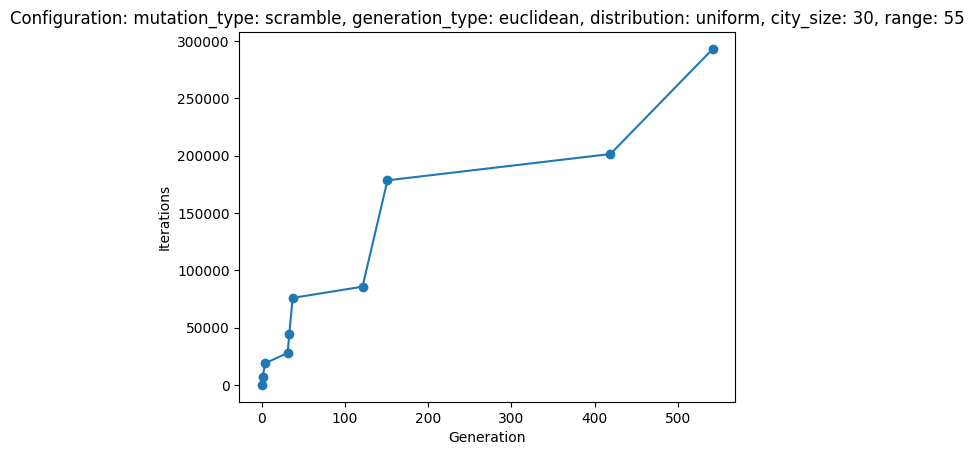 Configuration: mutation_type: scramble, generation_type: euclidean, distribution: uniform, city_size: 30, range: 55
300000
250000
200000
150000
100000
50000
0
Iterations
0 100 200 300 400 500
Generation